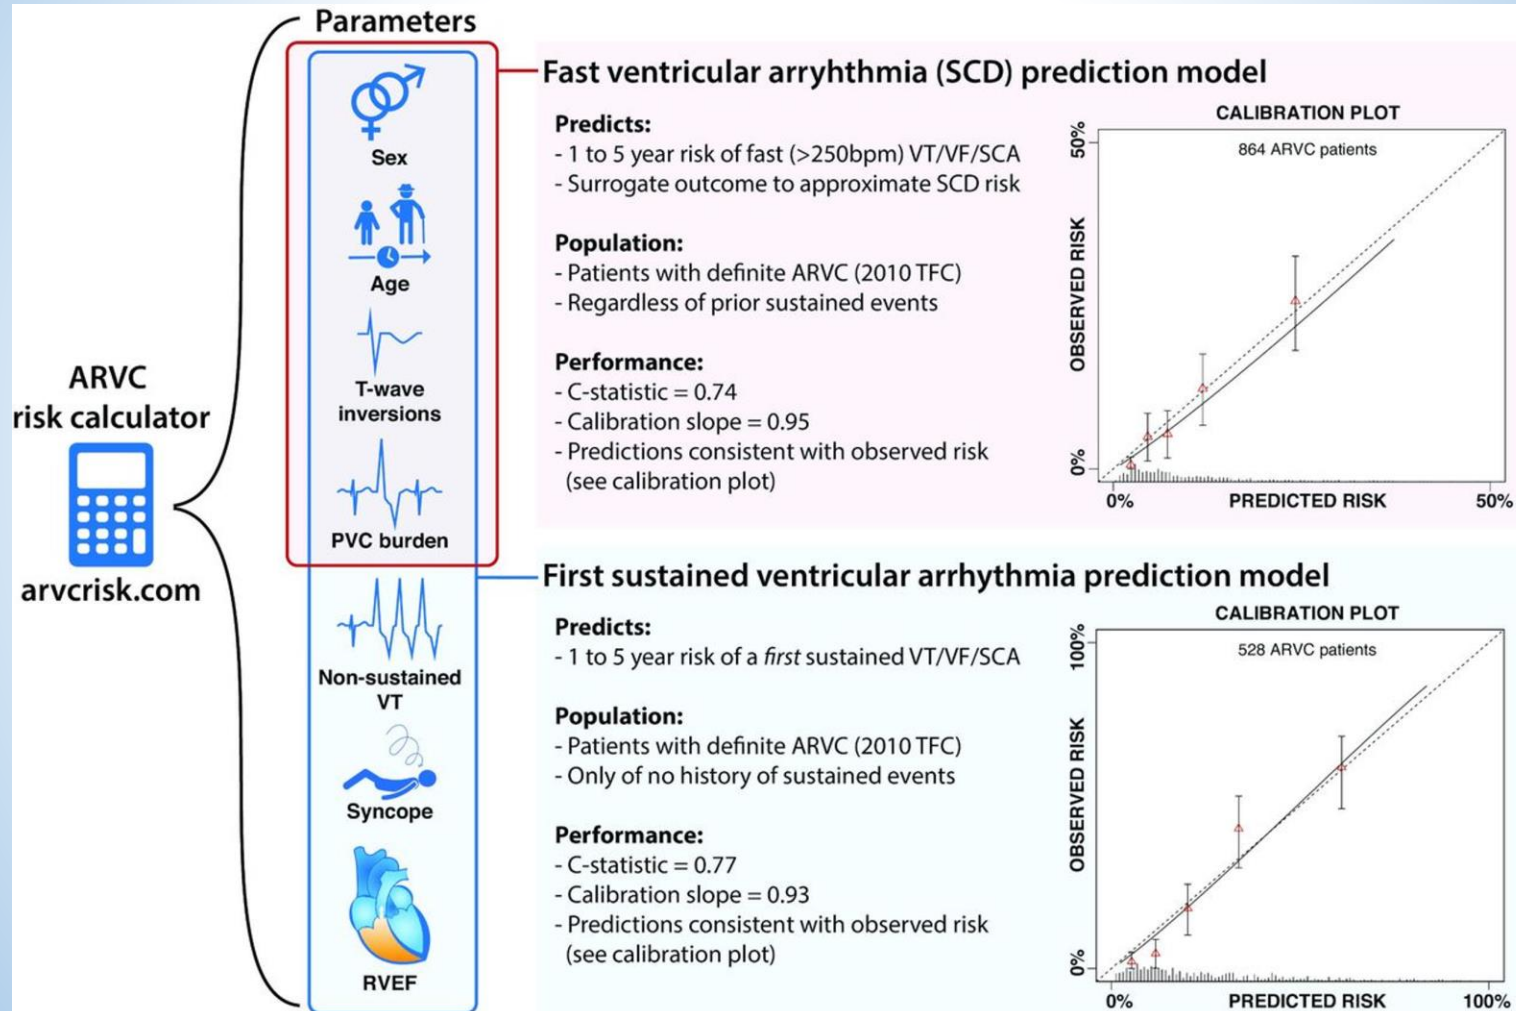 Parameters
Sex
Age
T-wave
inversions
PVC burden
Non-sustained
VT
Syncope
RVEF
ARVC
risk calculator
arvcrisk.com
Fast ventricular arryhthmia (SCD) prediction model
Predicts:
- 1 to 5 year risk of fast (>250bpm) VT/VF/SCA
- Surrogate outcome to approximate SCD risk
Population:
- Patients with definite ARVC (2010 TFC)
- Regardless of prior sustained events
Performance:
- C-statistic = 0.74
- Calibration slope = 0.95
- Predictions consistent with observed risk
(see calibration plot)
CALIBRATION PLOT
864 ARVC patients
50%
OBSERVED RISK
0%
0%
PREDICTED RISK
50%
First sustained ventricular arrhythmia prediction model
Predicts:
- 1 to 5 year risk of a first sustained VT/VF/SCA
Population:
- Patients with definite ARVC (2010 TFC)
- Only of no history of sustained events
Performance:
- C-statistic = 0.77
- Calibration slope = 0.93
- Predictions consistent with observed risk
(see calibration plot)
CALIBRATION PLOT
528 ARVC patients
100%
OBSERVED RISK
0%
0%
PREDICTED RISK
100%